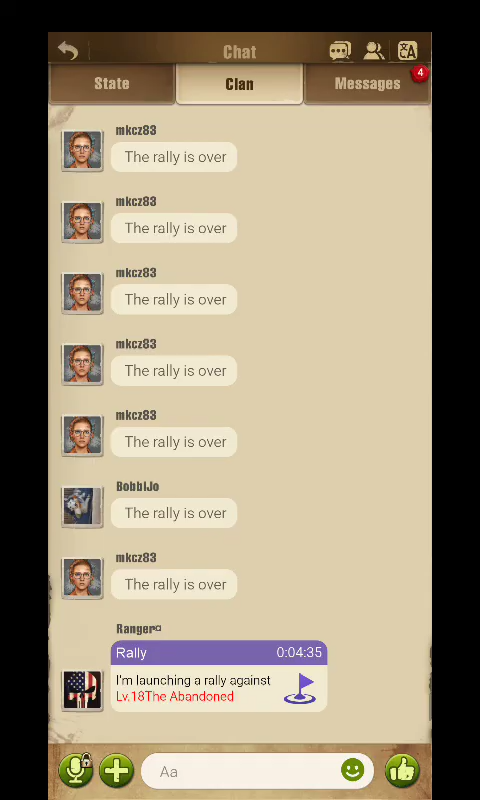 Chat
State
Clan
Messages
4
mkcz83
The rally is over
mkcz83
The rally is over
mkcz83
The rally is over
mkcz83
The rally is over
mkcz83
The rally is over
BobbIJo
The rally is over
mkcz83
The rally is over
Ranger¤
Rally 0:04:35
I'm launching a rally against
Lv.18The Abandoned
Aa